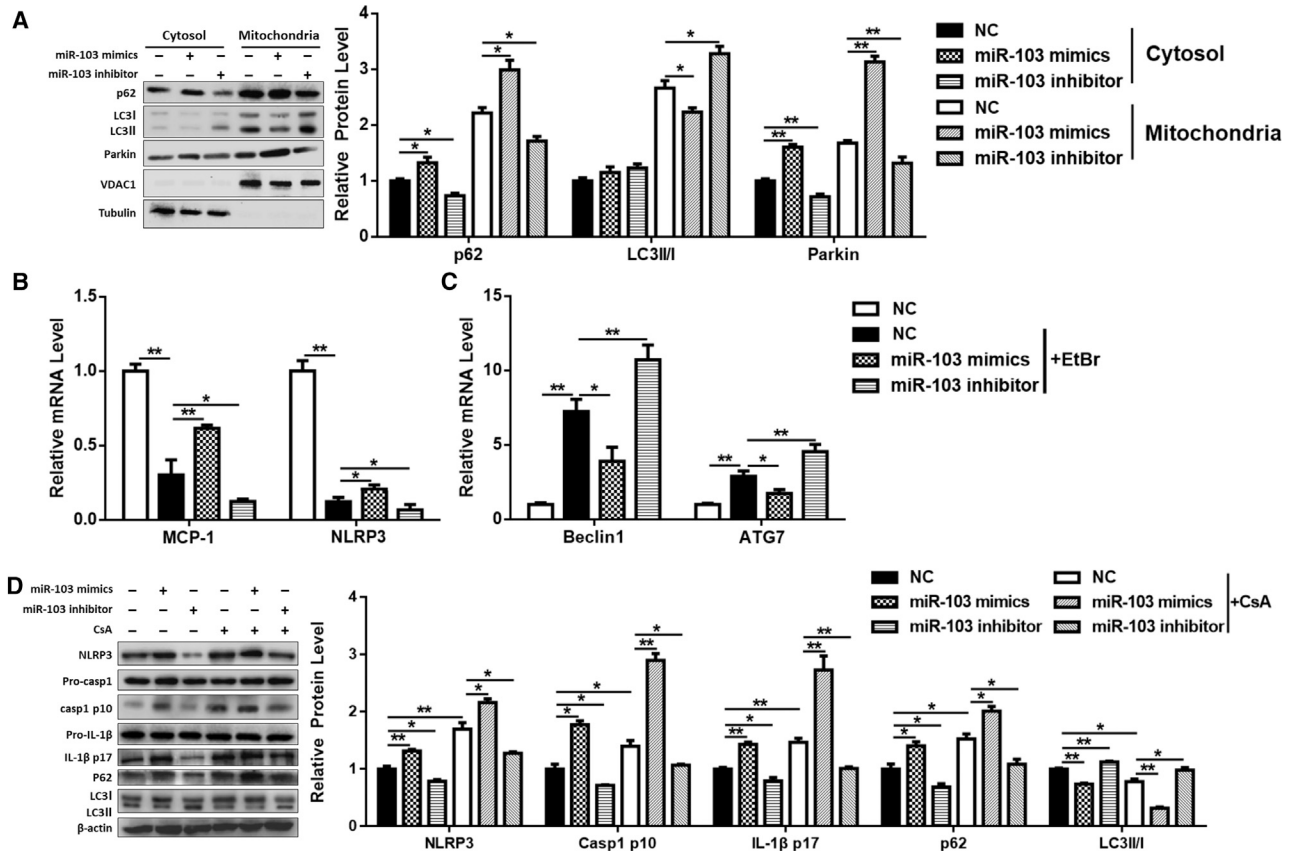 A
Cytosol Mitochondria
miR-103 mimics − + − − + −
miR-103 inhibitor − − + − − +
p62
LC3Ⅰ
LC3Ⅱ
Parkin
VDAC1
Tubulin
Relative Protein Level
4
3
2
1
0
* * * * * * ** ** ** **
p62 LC3II/I Parkin
NC
miR-103 mimics
miR-103 inhibitor
Cytosol
NC
miR-103 mimics
miR-103 inhibitor
Mitochondria
B
Relative mRNA Level
1.5
1.0
0.5
0.0
** ** * ** * *
MCP-1 NLRP3
C
Relative mRNA Level
15
10
5
0
** * ** ** * **
Beclin1 ATG7
NC
NC
miR-103 mimics
miR-103 inhibitor
+EtBr
D
miR-103 mimics − + − − + −
miR-103 inhibitor − − + − − +
CsA − − − + + +
NLRP3
Pro-casp1
casp1 p10
Pro-IL-1β
IL-1β p17
P62
LC3Ⅰ
LC3Ⅱ
β-actin
Relative Protein Level
4
3
2
1
0
** * ** * *
* * * ** *
** * ** ** **
* * * * *
** ** * ** *
NLRP3 Casp1 p10 IL-1β p17 p62 LC3II/I
NC
miR-103 mimics
miR-103 inhibitor
NC
miR-103 mimics
miR-103 inhibitor
+CsA